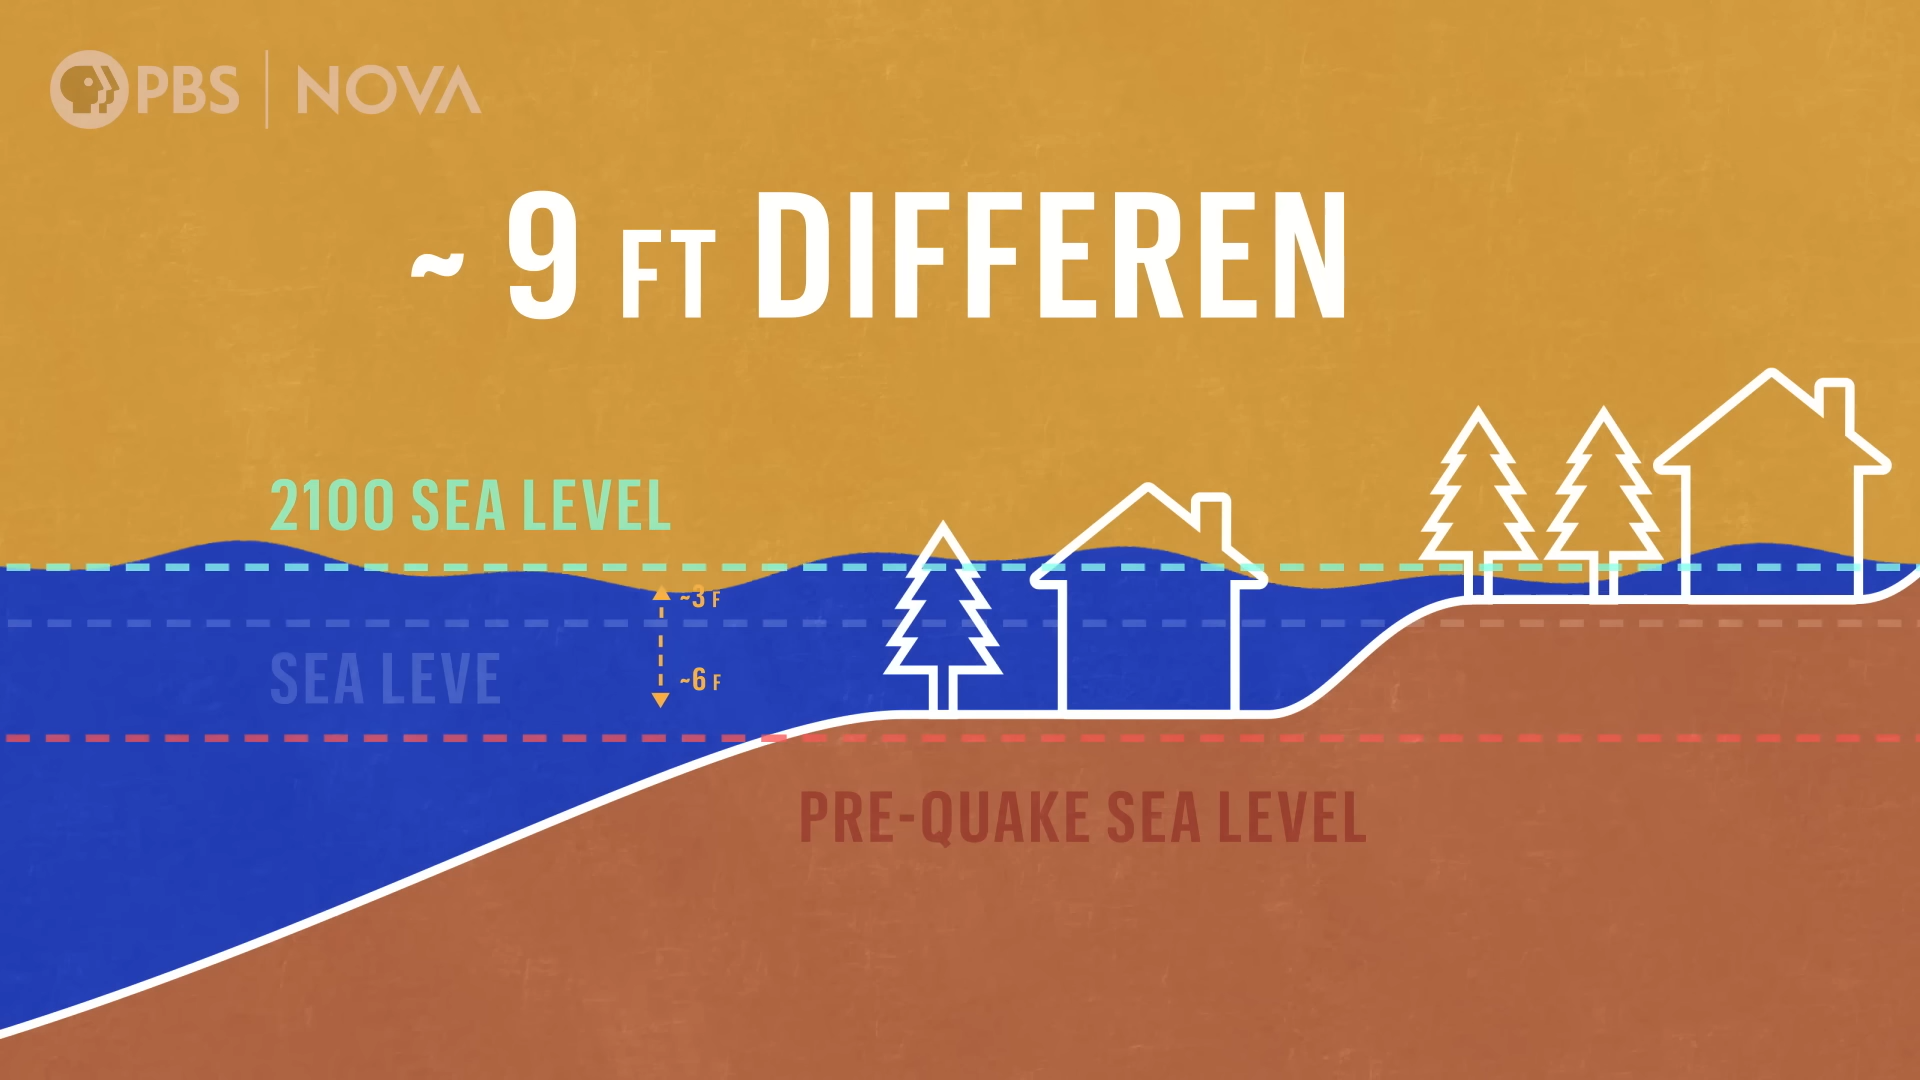 PBS | NOVA
~ 9 FT DIFFEREN
2100 SEA LEVEL
~3 F
SEA LEVE
~6 F
PRE-QUAKE SEA LEVEL